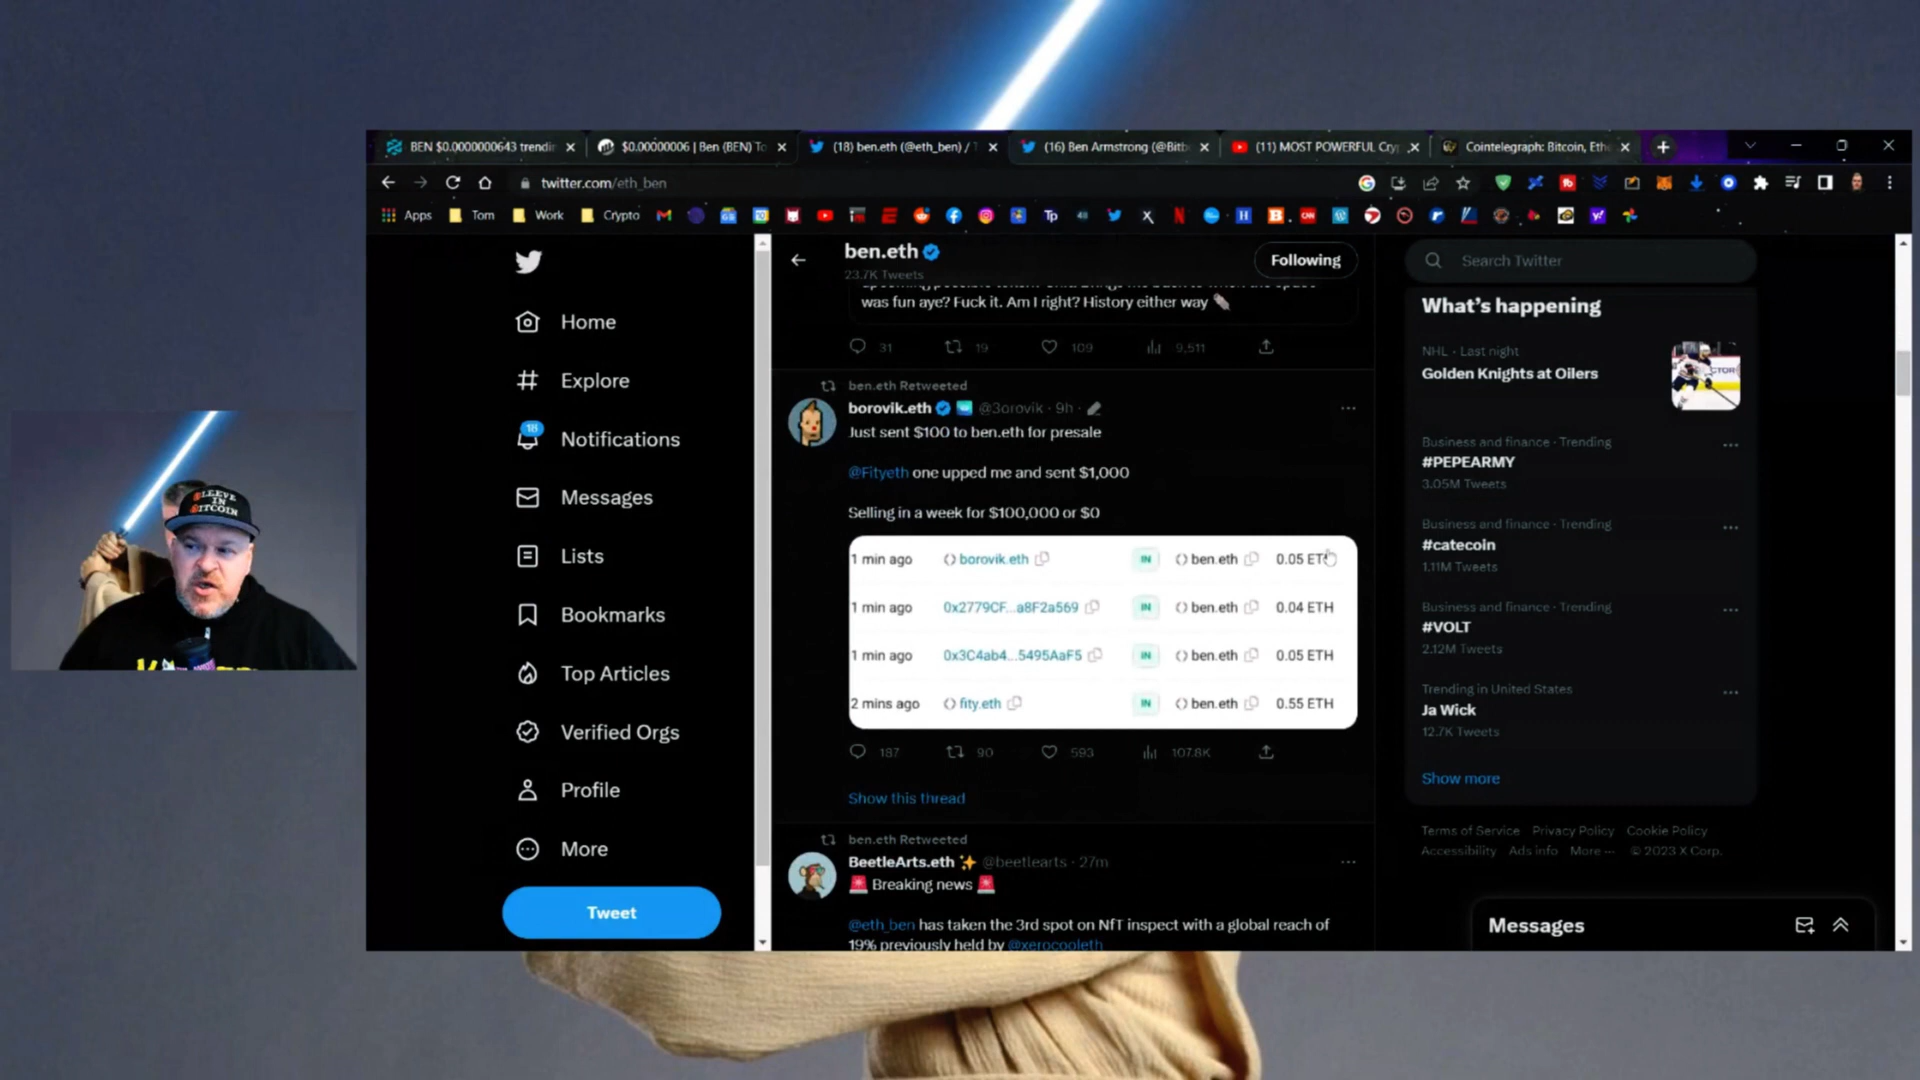 BEN $0.0000000643 trendin
$0.00000006 | Ben (BEN) To
(18) ben.eth (@eth_ben) / T
(16) Ben Armstrong (@Bitb
(11) MOST POWERFUL Cry
Cointelegraph: Bitcoin, Eth
twitter.com/eth_ben
Apps
Tom
Work
Crypto
ben.eth
23.7K Tweets
Following
Search Twitter
Home
Explore
18
Notifications
Messages
Lists
Bookmarks
Top Articles
Verified Orgs
Profile
More
Tweet
was fun aye? Fuck it. Am I right? History either way
31 19 109 9,511
ben.eth Retweeted
borovik.eth @3orovik · 9h
Just sent $100 to ben.eth for presale
@Fityeth one upped me and sent $1,000
Selling in a week for $100,000 or $0
1 min ago borovik.eth IN ben.eth 0.05 ETH
1 min ago 0x2779CF...a8F2a569 IN ben.eth 0.04 ETH
1 min ago 0x3C4ab4...5495AaF5 IN ben.eth 0.05 ETH
2 mins ago fity.eth IN ben.eth 0.55 ETH
187 90 593 107.8K
Show this thread
ben.eth Retweeted
BeetleArts.eth @beetlearts · 27m
Breaking news
@eth_ben has taken the 3rd spot on NfT inspect with a global reach of
19% previously held by @xerocooleth
What's happening
NHL · Last night
Golden Knights at Oilers
Business and finance · Trending
#PEPEARMY
3.05M Tweets
Business and finance · Trending
#catecoin
1.11M Tweets
Business and finance · Trending
#VOLT
2.12M Tweets
Trending in United States
Ja Wick
12.7K Tweets
Show more
Terms of Service Privacy Policy Cookie Policy
Accessibility Ads info More ··· © 2023 X Corp.
Messages